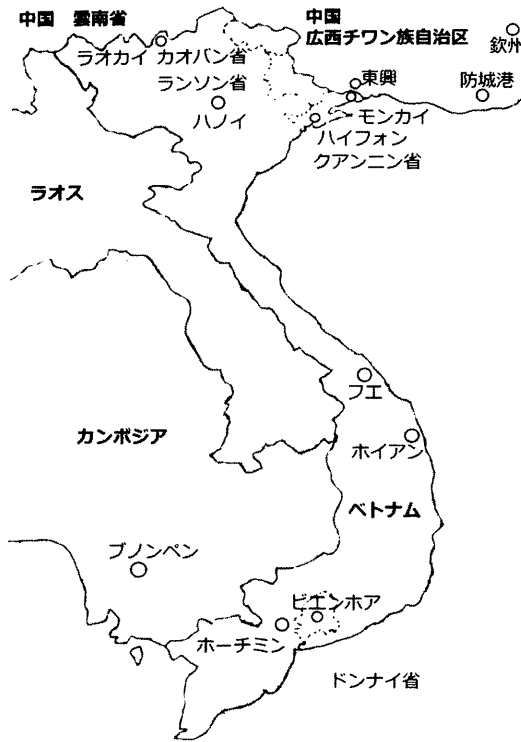 中国　雲南省
中国
広西チワン族自治区
欽州
ラオカイ カオバン省
東興
防城港
ランソン省
モンカイ
ハノイ
ハイフォン
クアンニン省
ラオス
フエ
カンボジア
ホイアン
ベトナム
プノンペン
ビエンホア
ホーチミン
ドンナイ省